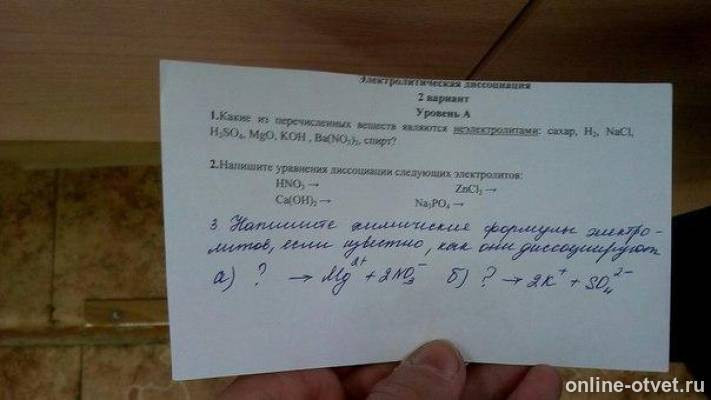 Электролитическая диссоциация
2 вариант
Уровень А
1.Какие из перечисленных веществ являются неэлектролитами: сахар, H₂, NaCl,
H₂SO₄, MgO, KOH , Ba(NO₃)₂, спирт?
2.Напишите уравнения диссоциации следующих электролитов:
HNO₃ → ZnCl₂ →
Ca(OH)₂ → Na₃PO₄ →
3. Напишите химические формулы электро-
литов, если известно, как они диссоциируют
а) ? → Mg²⁺ + 2NO₃⁻ б) ? → 2K⁺ + SO₄²⁻
online-otvet.ru